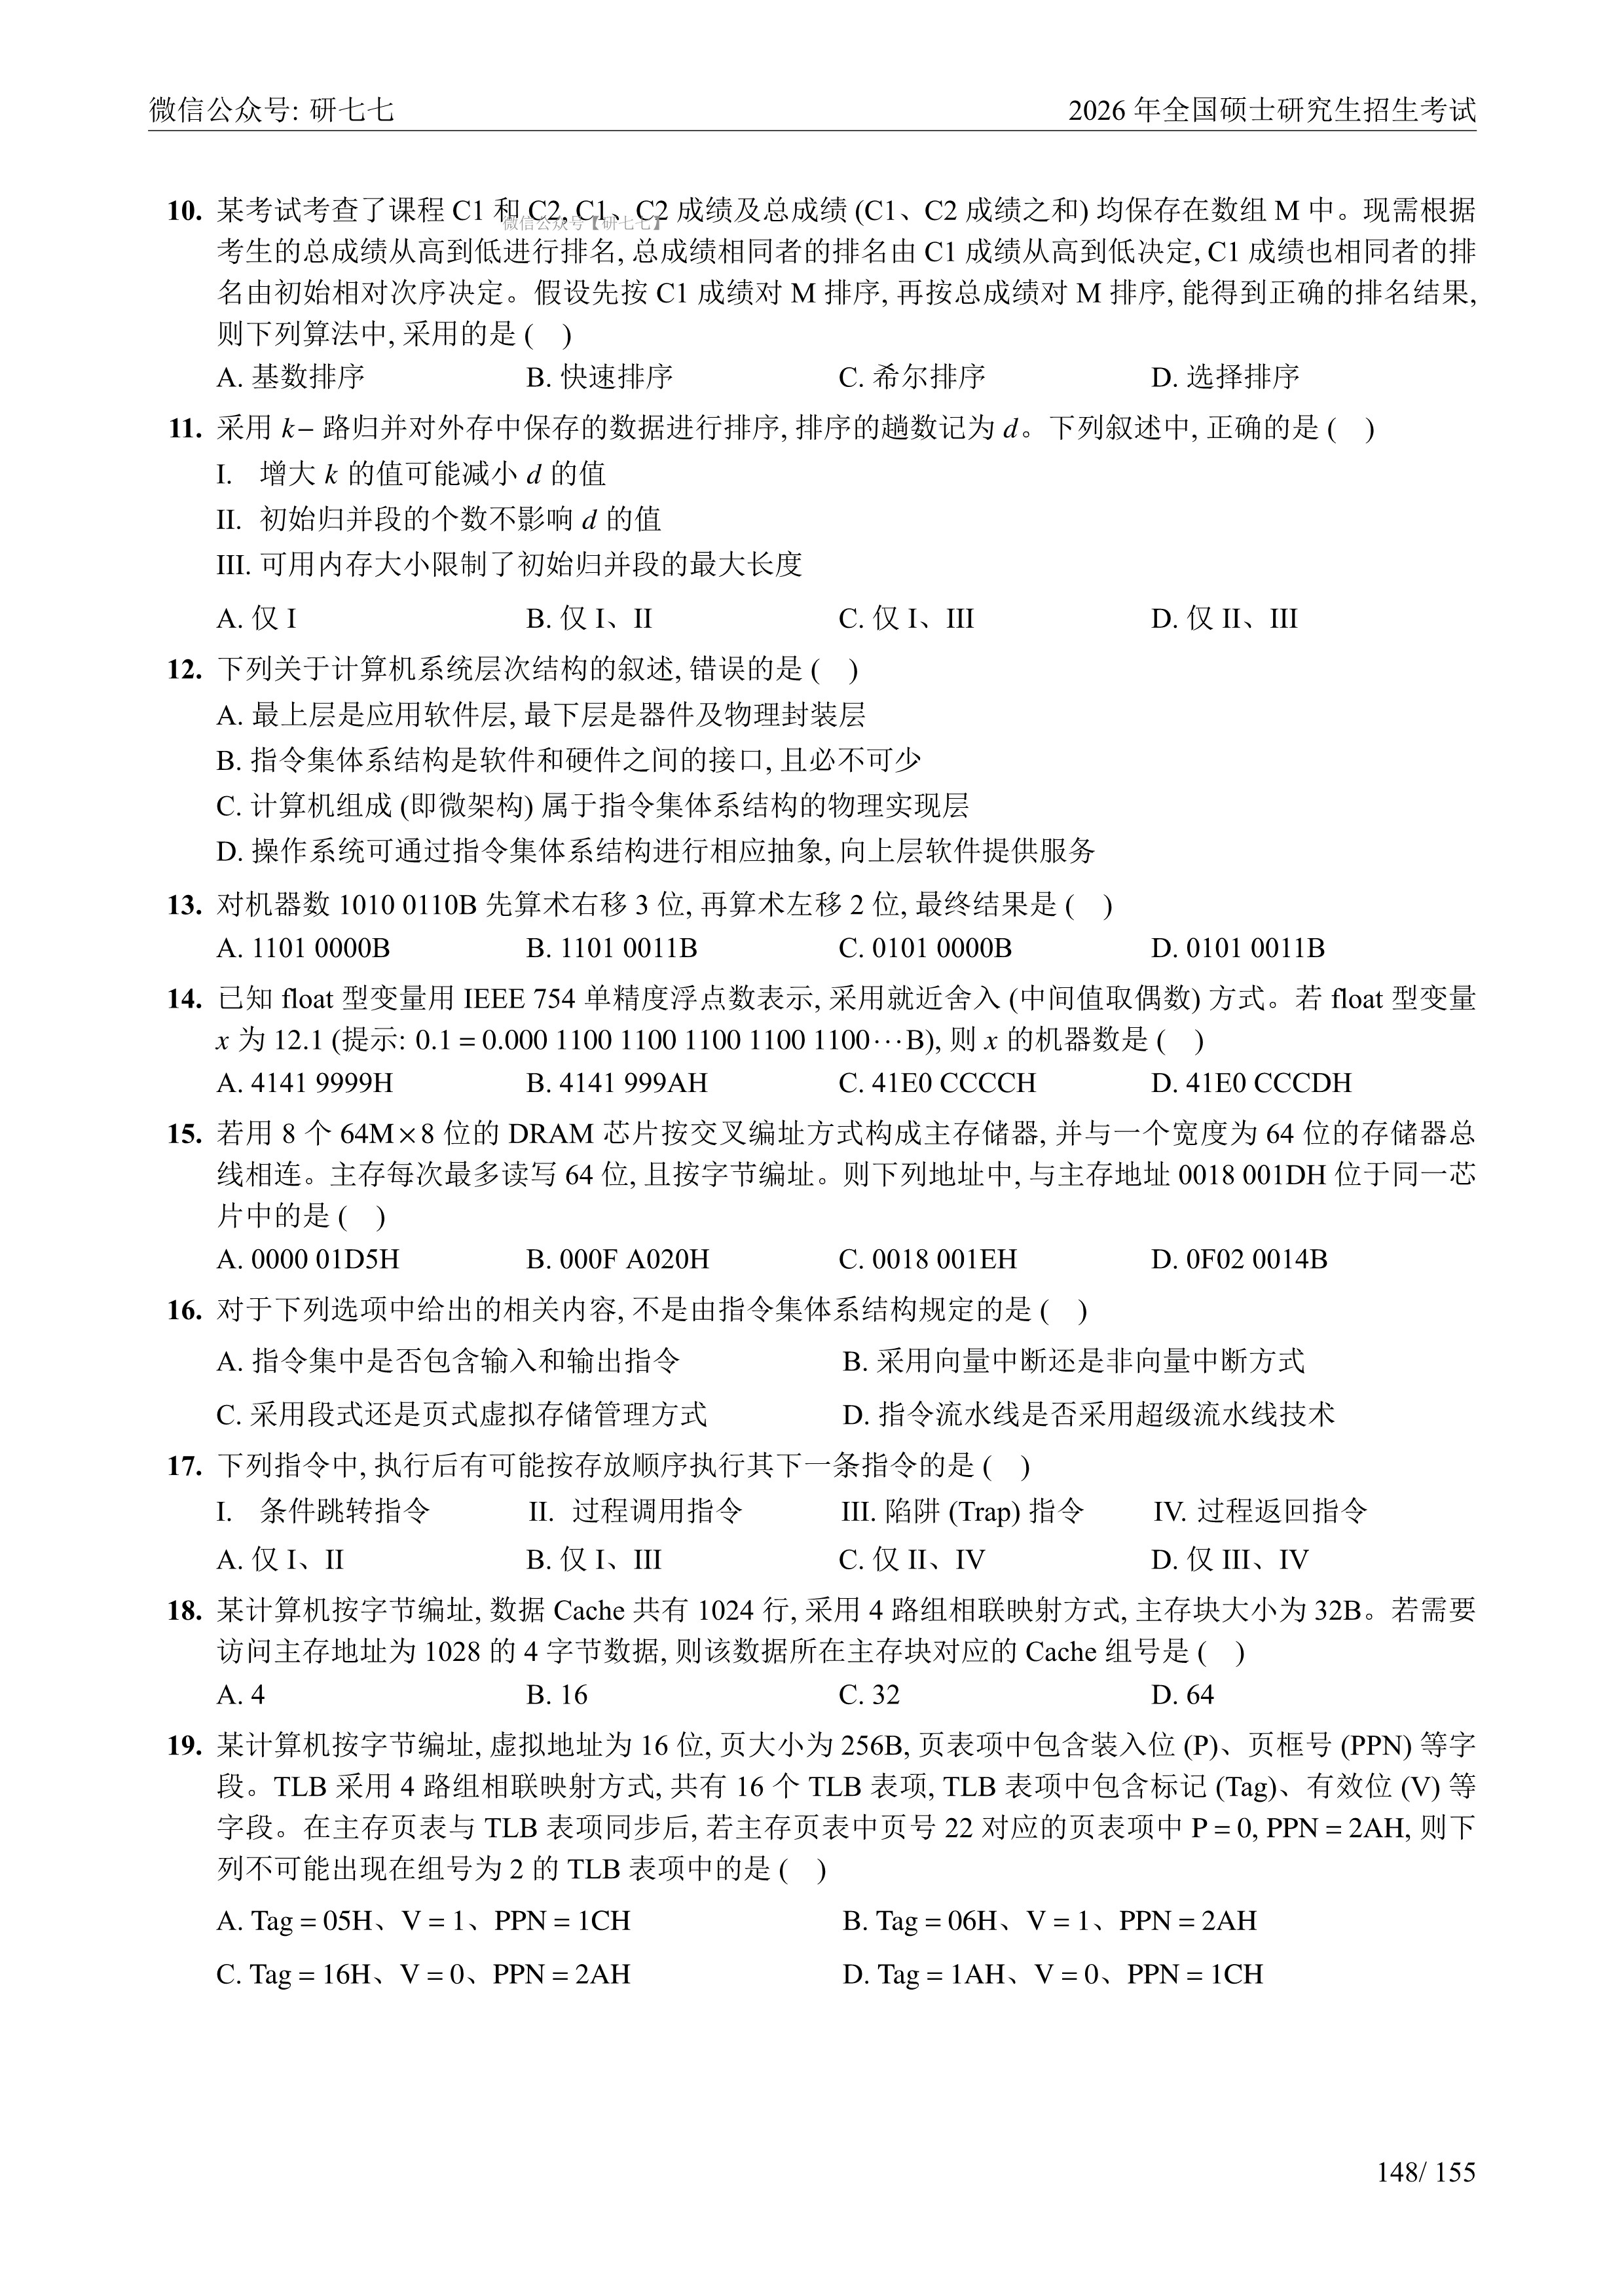 微信公众号: 研七七
2026 年全国硕士研究生招生考试
10. 某考试考查了课程 C1 和 C2, C1、C2 成绩及总成绩 (C1、C2 成绩之和) 均保存在数组 M 中。现需根据
微信公众号【研七七】
考生的总成绩从高到低进行排名, 总成绩相同者的排名由 C1 成绩从高到低决定, C1 成绩也相同者的排
名由初始相对次序决定。假设先按 C1 成绩对 M 排序, 再按总成绩对 M 排序, 能得到正确的排名结果,
则下列算法中, 采用的是 ( )
A. 基数排序 B. 快速排序 C. 希尔排序 D. 选择排序
11. 采用 k− 路归并对外存中保存的数据进行排序, 排序的趟数记为 d。下列叙述中, 正确的是 ( )
I. 增大 k 的值可能减小 d 的值
II. 初始归并段的个数不影响 d 的值
III. 可用内存大小限制了初始归并段的最大长度
A. 仅 I B. 仅 I、II C. 仅 I、III D. 仅 II、III
12. 下列关于计算机系统层次结构的叙述, 错误的是 ( )
A. 最上层是应用软件层, 最下层是器件及物理封装层
B. 指令集体系结构是软件和硬件之间的接口, 且必不可少
C. 计算机组成 (即微架构) 属于指令集体系结构的物理实现层
D. 操作系统可通过指令集体系结构进行相应抽象, 向上层软件提供服务
13. 对机器数 1010 0110B 先算术右移 3 位, 再算术左移 2 位, 最终结果是 ( )
A. 1101 0000B B. 1101 0011B C. 0101 0000B D. 0101 0011B
14. 已知 float 型变量用 IEEE 754 单精度浮点数表示, 采用就近舍入 (中间值取偶数) 方式。若 float 型变量
x 为 12.1 (提示: 0.1 = 0.000 1100 1100 1100 1100 1100⋯B), 则 x 的机器数是 ( )
A. 4141 9999H B. 4141 999AH C. 41E0 CCCCH D. 41E0 CCCDH
15. 若用 8 个 64M×8 位的 DRAM 芯片按交叉编址方式构成主存储器, 并与一个宽度为 64 位的存储器总
线相连。主存每次最多读写 64 位, 且按字节编址。则下列地址中, 与主存地址 0018 001DH 位于同一芯
片中的是 ( )
A. 0000 01D5H B. 000F A020H C. 0018 001EH D. 0F02 0014B
16. 对于下列选项中给出的相关内容, 不是由指令集体系结构规定的是 ( )
A. 指令集中是否包含输入和输出指令 B. 采用向量中断还是非向量中断方式
C. 采用段式还是页式虚拟存储管理方式 D. 指令流水线是否采用超级流水线技术
17. 下列指令中, 执行后有可能按存放顺序执行其下一条指令的是 ( )
I. 条件跳转指令 II. 过程调用指令 III. 陷阱 (Trap) 指令 IV. 过程返回指令
A. 仅 I、II B. 仅 I、III C. 仅 II、IV D. 仅 III、IV
18. 某计算机按字节编址, 数据 Cache 共有 1024 行, 采用 4 路组相联映射方式, 主存块大小为 32B。若需要
访问主存地址为 1028 的 4 字节数据, 则该数据所在主存块对应的 Cache 组号是 ( )
A. 4 B. 16 C. 32 D. 64
19. 某计算机按字节编址, 虚拟地址为 16 位, 页大小为 256B, 页表项中包含装入位 (P)、页框号 (PPN) 等字
段。TLB 采用 4 路组相联映射方式, 共有 16 个 TLB 表项, TLB 表项中包含标记 (Tag)、有效位 (V) 等
字段。在主存页表与 TLB 表项同步后, 若主存页表中页号 22 对应的页表项中 P = 0, PPN = 2AH, 则下
列不可能出现在组号为 2 的 TLB 表项中的是 ( )
A. Tag = 05H、V = 1、PPN = 1CH B. Tag = 06H、V = 1、PPN = 2AH
C. Tag = 16H、V = 0、PPN = 2AH D. Tag = 1AH、V = 0、PPN = 1CH
148/ 155